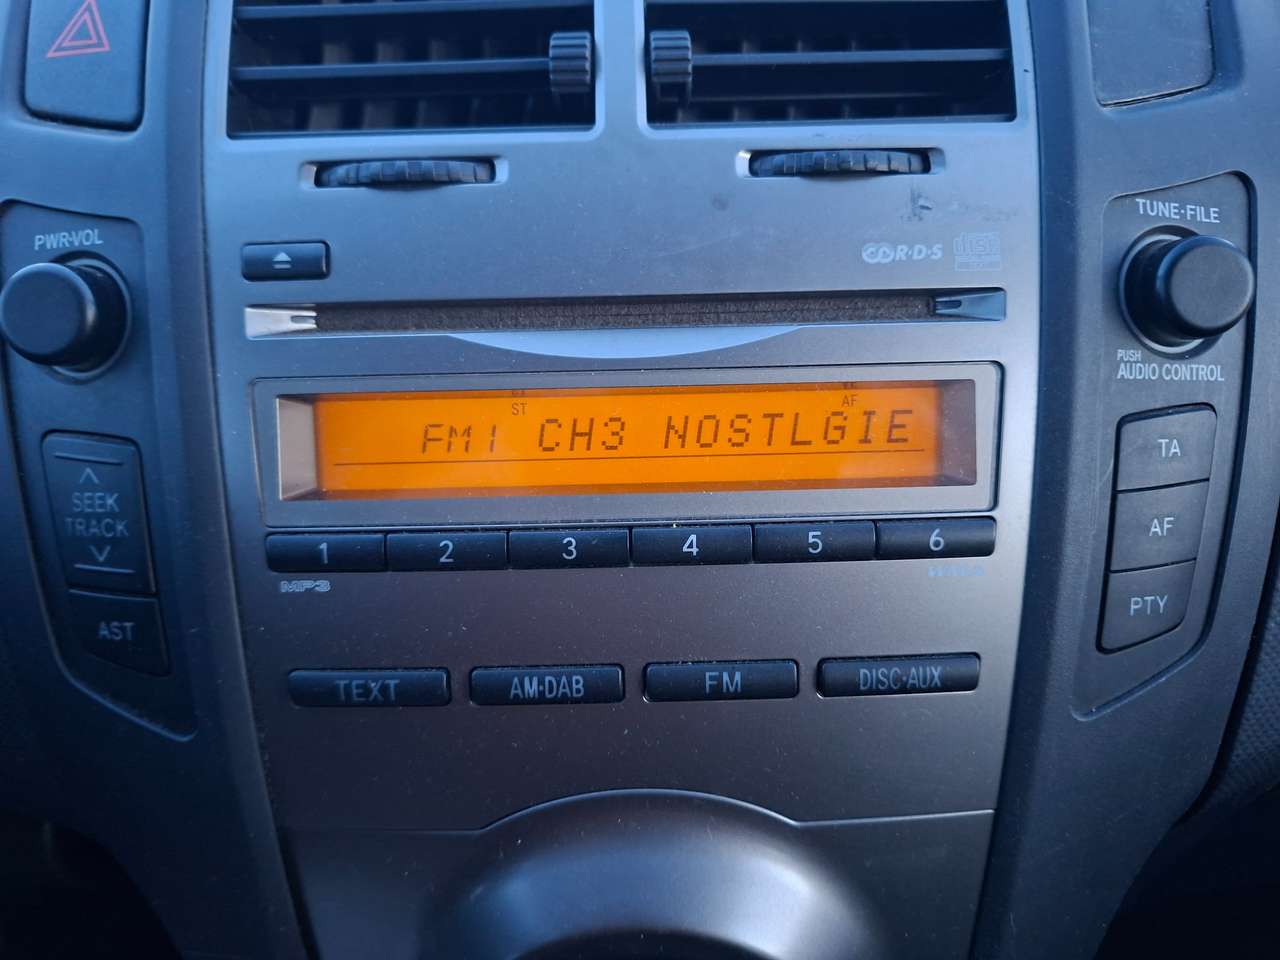 PWR·VOL
TUNE·FILE
R·D·S
disc
PUSH
AUDIO CONTROL
ST
AF
FM1 CH3 NOSTLGIE
SEEK
TRACK
TA
1 2 3 4 5 6
AF
MP3
AST
PTY
TEXT AM·DAB FM DISC·AUX